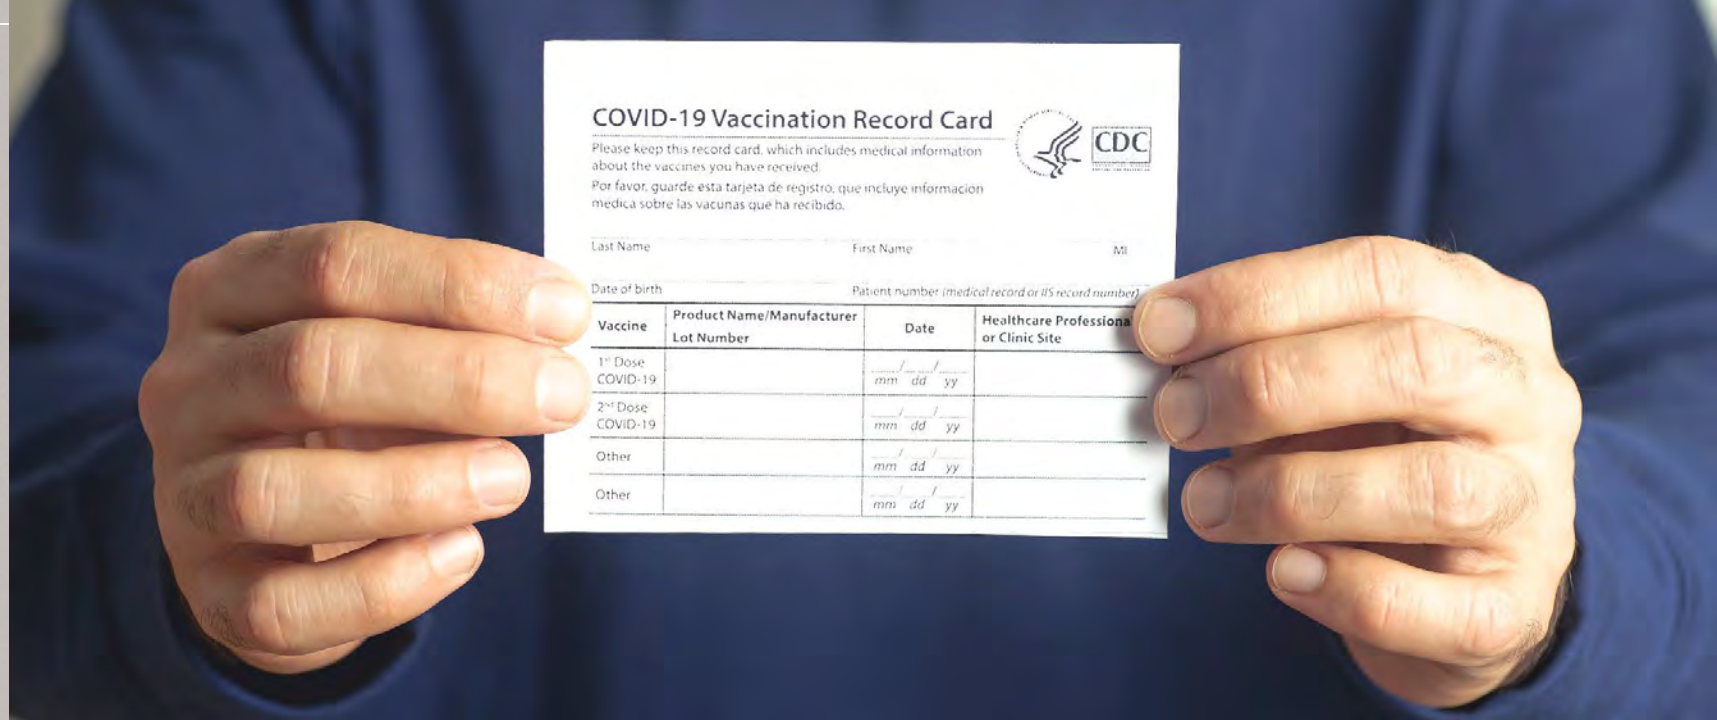 COVID-19 Vaccination Record Card
Please keep this record card, which includes medical information
about the vaccines you have received.
Por favor, guarde esta tarjeta de registro, que incluye información
médica sobre las vacunas que ha recibido.
CDC
Last Name First Name MI
Date of birth Patient number (medical record or IIS record number)
Vaccine Product Name/Manufacturer Date Healthcare Professiona
Lot Number or Clinic Site
1st Dose
COVID-19 mm dd yy
2nd Dose
COVID-19 mm dd yy
Other mm dd yy
Other mm dd yy